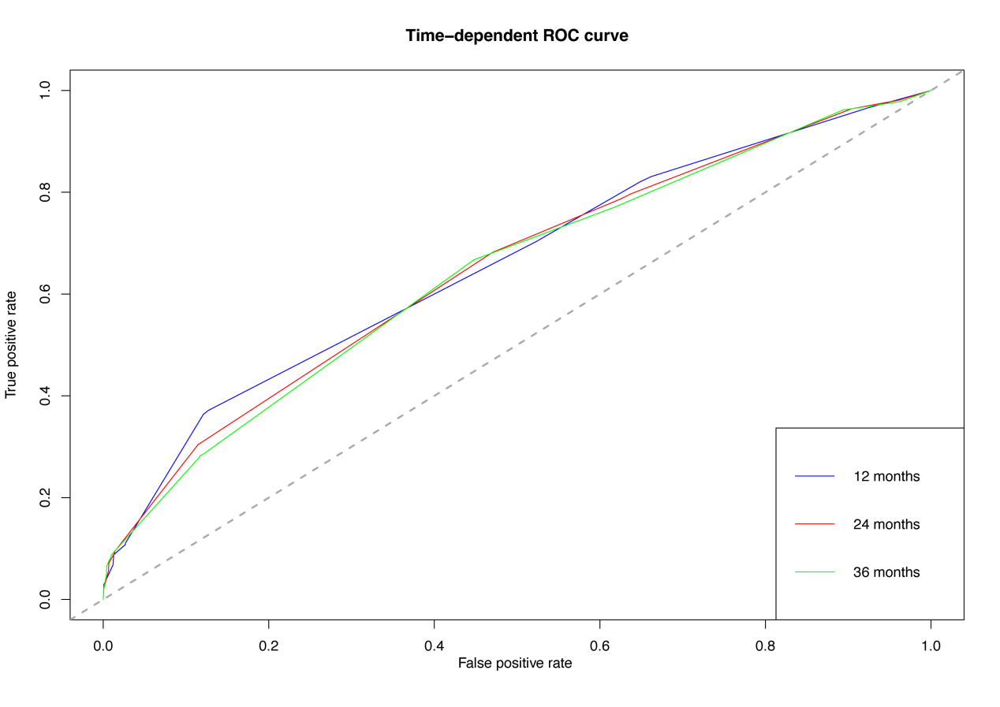 Time−dependent ROC curve
True positive rate
1.0
0.8
0.6
0.4
0.2
0.0
12 months
24 months
36 months
0.0 0.2 0.4 0.6 0.8 1.0
False positive rate